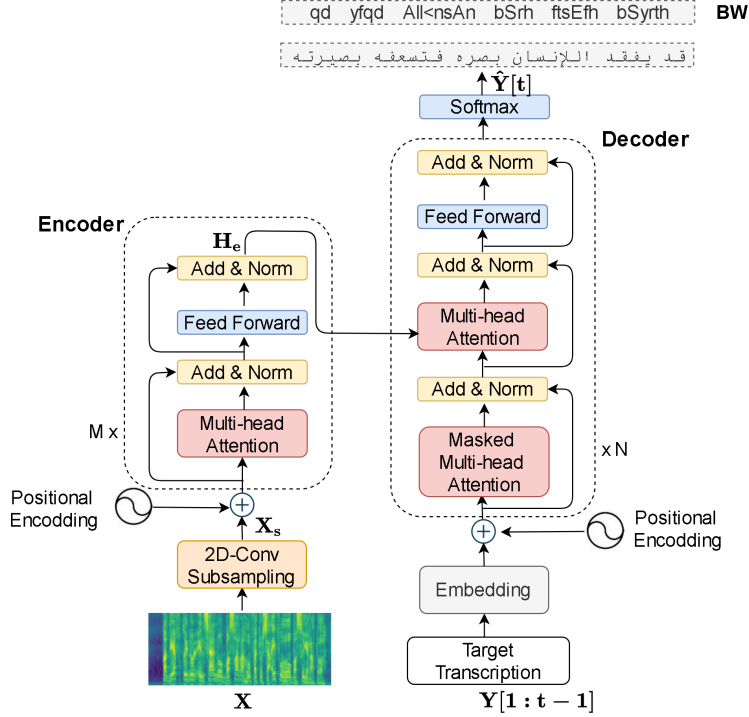 qd yfqd All<nsAn bSrh ftsEfh bSyrth BW
قد يفقد اللإنسان بصره فتسعفه بصيرته
Ŷ[t]
Softmax
Decoder
Add & Norm
Feed Forward
Add & Norm
Multi-head
Attention
Add & Norm
Masked
Multi-head
Attention
x N
Positional
Encodding
Embedding
Target
Transcription
Y[1 : t − 1]
Encoder
He
Add & Norm
Feed Forward
Add & Norm
Multi-head
Attention
M x
Positional
Encodding
Xs
2D-Conv
Subsampling
X